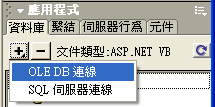 應用程式
資料庫 繫結 伺服器行為 元件
文件類型:ASP.NET VB
OLE DB 連線
SQL 伺服器連線